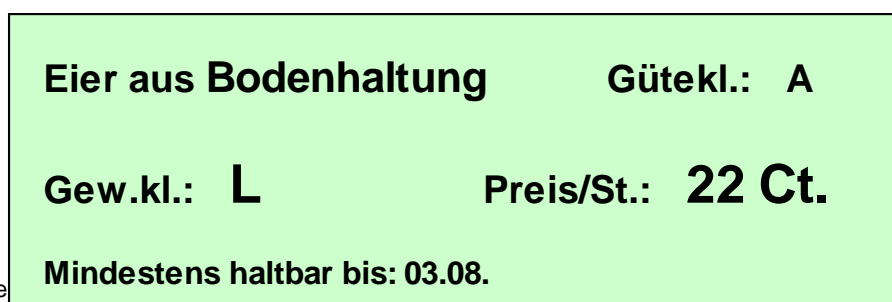 Eier aus Bodenhaltung Gütekl.: A
Gew.kl.: L Preis/St.: 22 Ct.
Mindestens haltbar bis: 03.08.
e